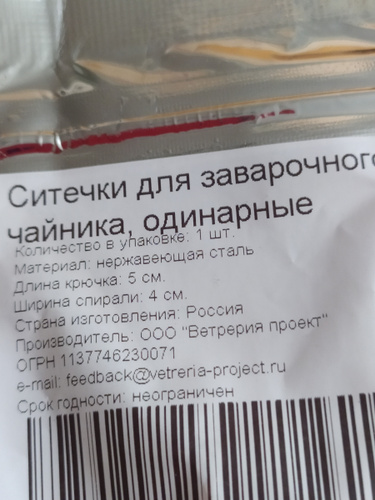 Ситечки для заварочного
чайника, одинарные
Количество в упаковке: 1 шт.
Материал: нержавеющая сталь
Длина крючка: 5 см.
Ширина спирали: 4 см.
Страна изготовления: Россия
Производитель: ООО "Ветрерия проект"
ОГРН 1137746230071
e-mail: feedback@vetreria-project.ru
Срок годности: неограничен